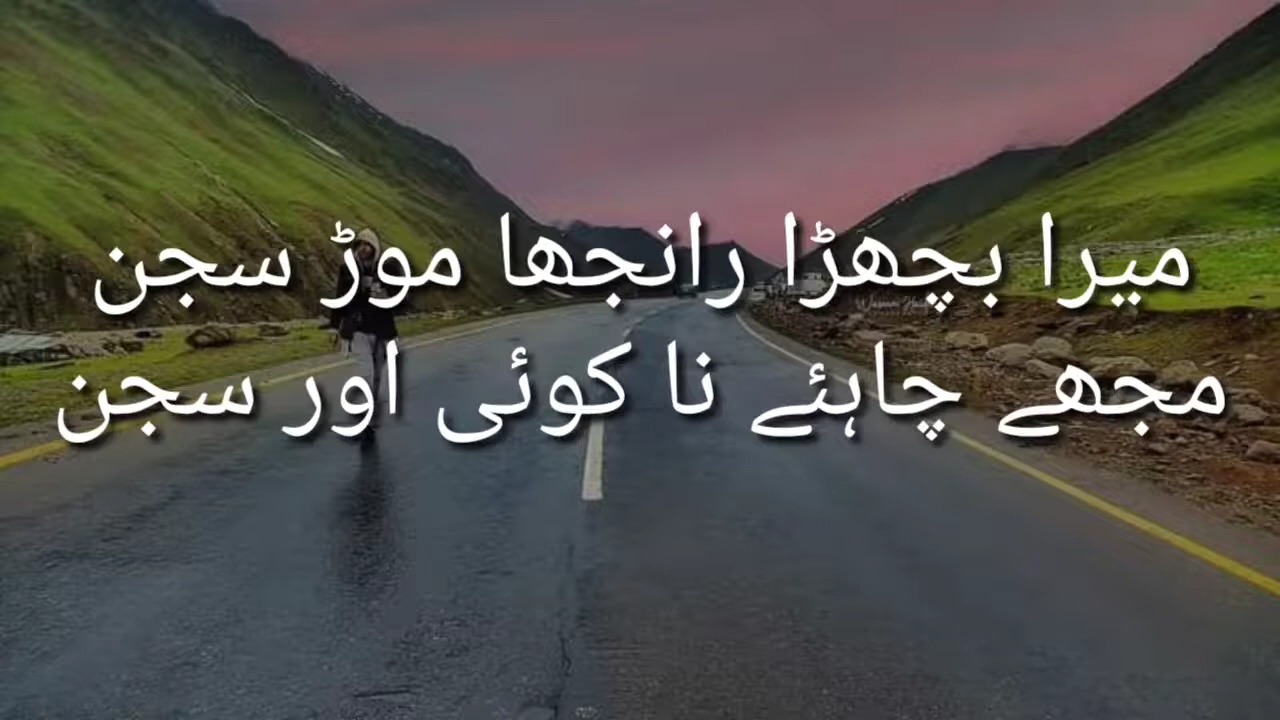 میرا بچھڑا رانجھا موڑ سجن
مجھے چاہئے نا کوئی اور سجن